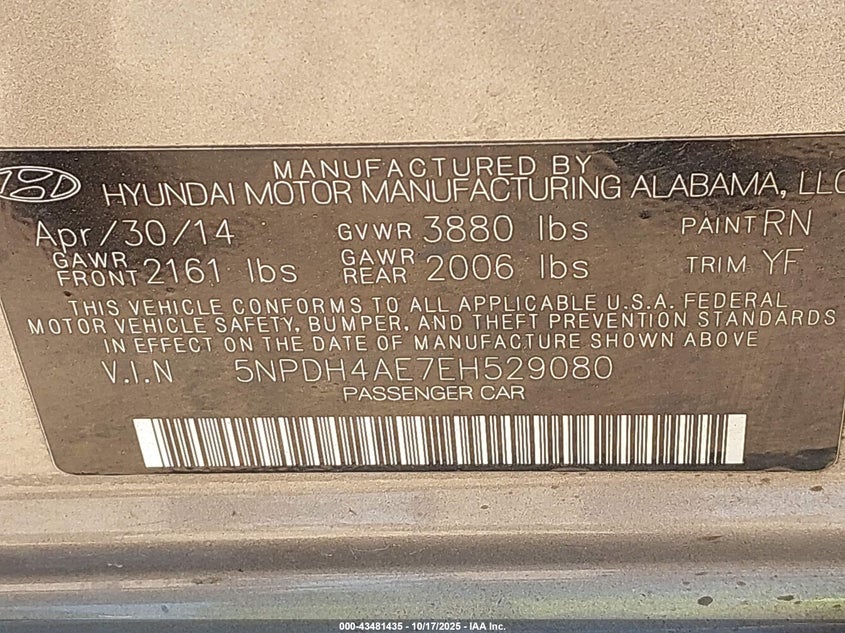 MANUFACTURED BY
HYUNDAI MOTOR MANUFACTURING ALABAMA, LLC
Apr/30/14 GVWR 3880 lbs PAINT RN
GAWR FRONT 2161 lbs GAWR REAR 2006 lbs TRIM YF
THIS VEHICLE CONFORMS TO ALL APPLICABLE U.S.A. FEDERAL
MOTOR VEHICLE SAFETY, BUMPER, AND THEFT PREVENTION STANDARDS
IN EFFECT ON THE DATE OF MANUFACTURE SHOWN ABOVE
V.I.N 5NPDH4AE7EH529080
PASSENGER CAR
000-43481435 - 10/17/2025 - IAA Inc.